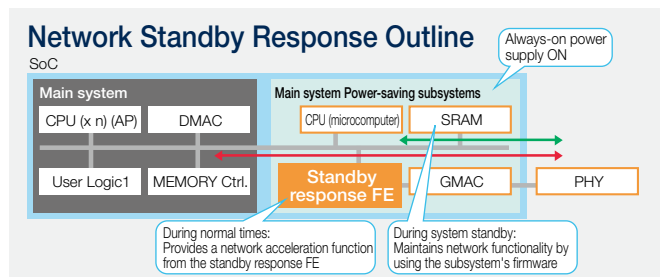 Network Standby Response Outline
Always-on power
supply ON
SoC
Main system
Main system Power-saving subsystems
CPU (x n) (AP)
DMAC
CPU (microcomputer)
SRAM
User Logic1
MEMORY Ctrl.
Standby
response FE
GMAC
PHY
During normal times:
Provides a network acceleration function
from the standby response FE
During system standby:
Maintains network functionality by
using the subsystem's firmware